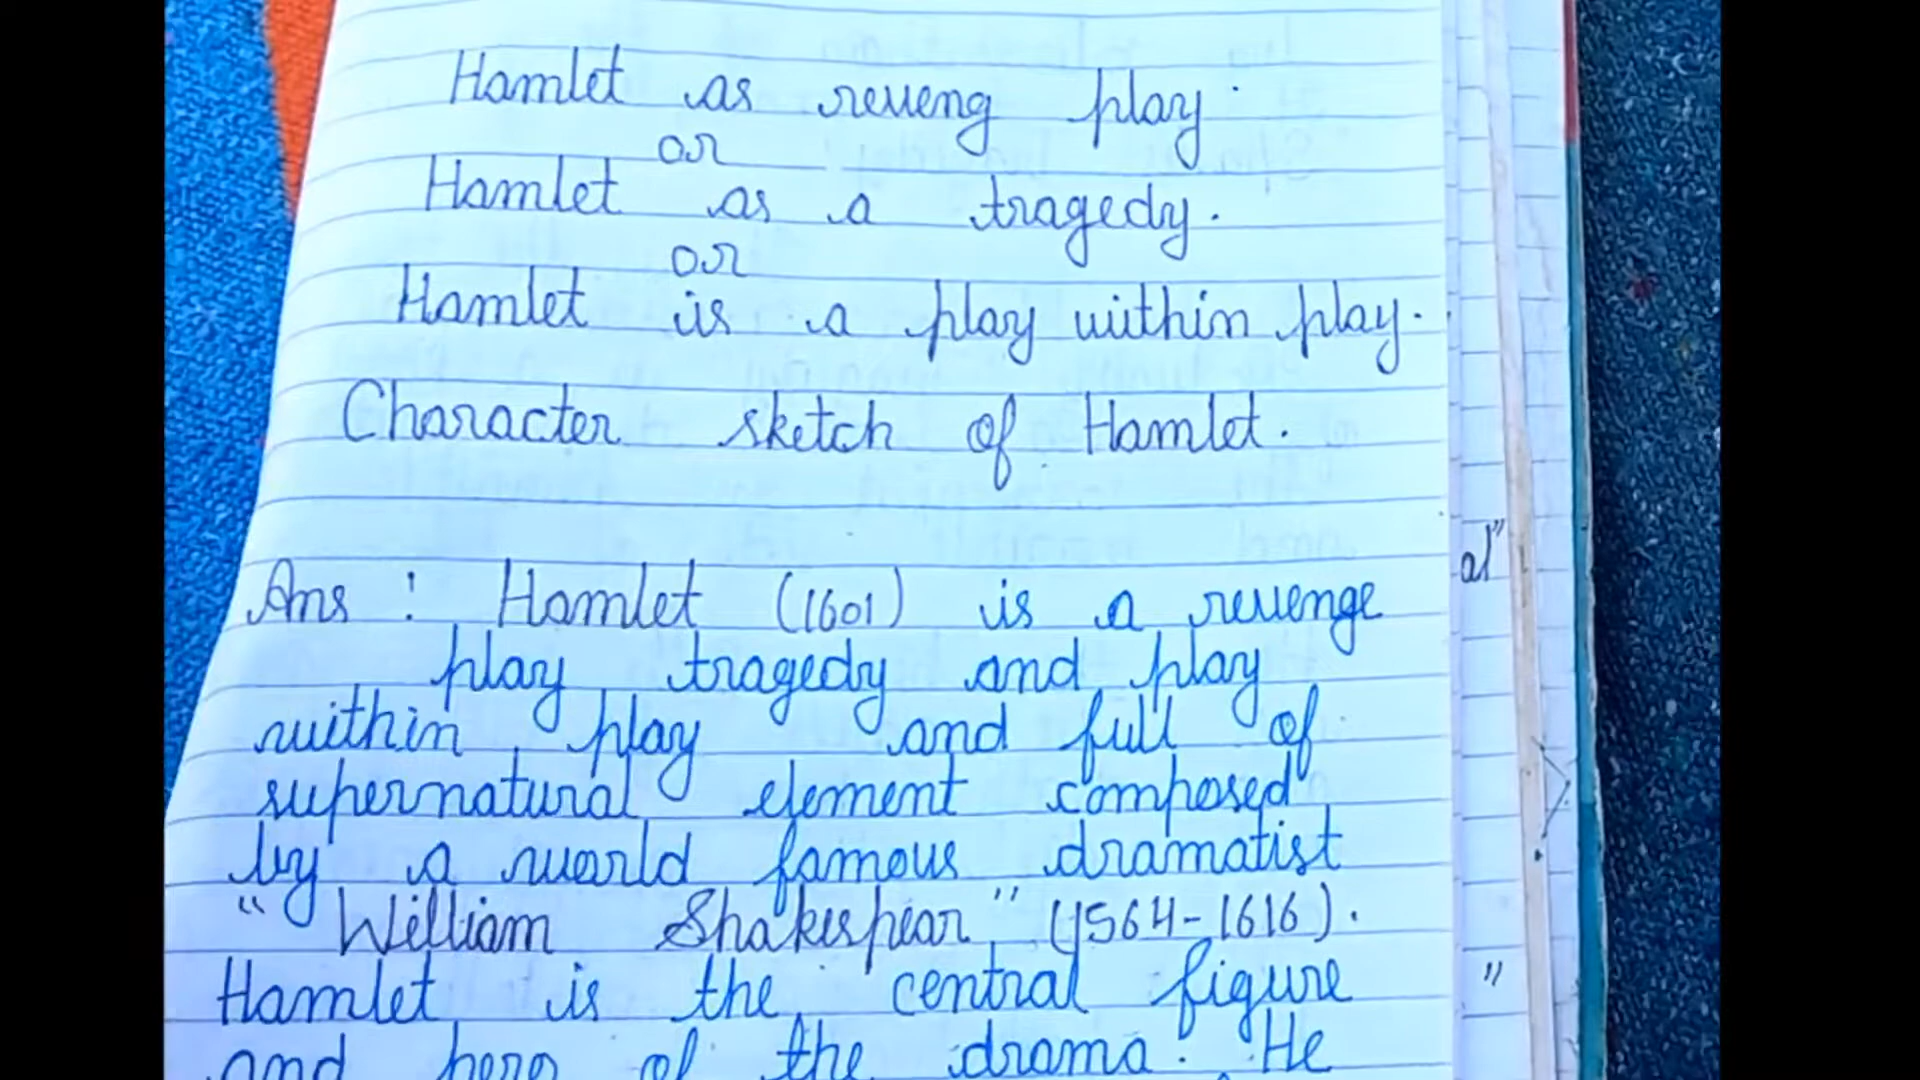 Hamlet as reveng play.
or
Hamlet as a tragedy.
or
Hamlet is a play within play.
Character sketch of Hamlet.
Ans : Hamlet (1601) is a revenge
play tragedy and play
within play and full of
supernatural element composed
by a world famous dramatist
"William Shakespear" (1564-1616).
Hamlet is the central figure
and hero of the drama. He
al"
"